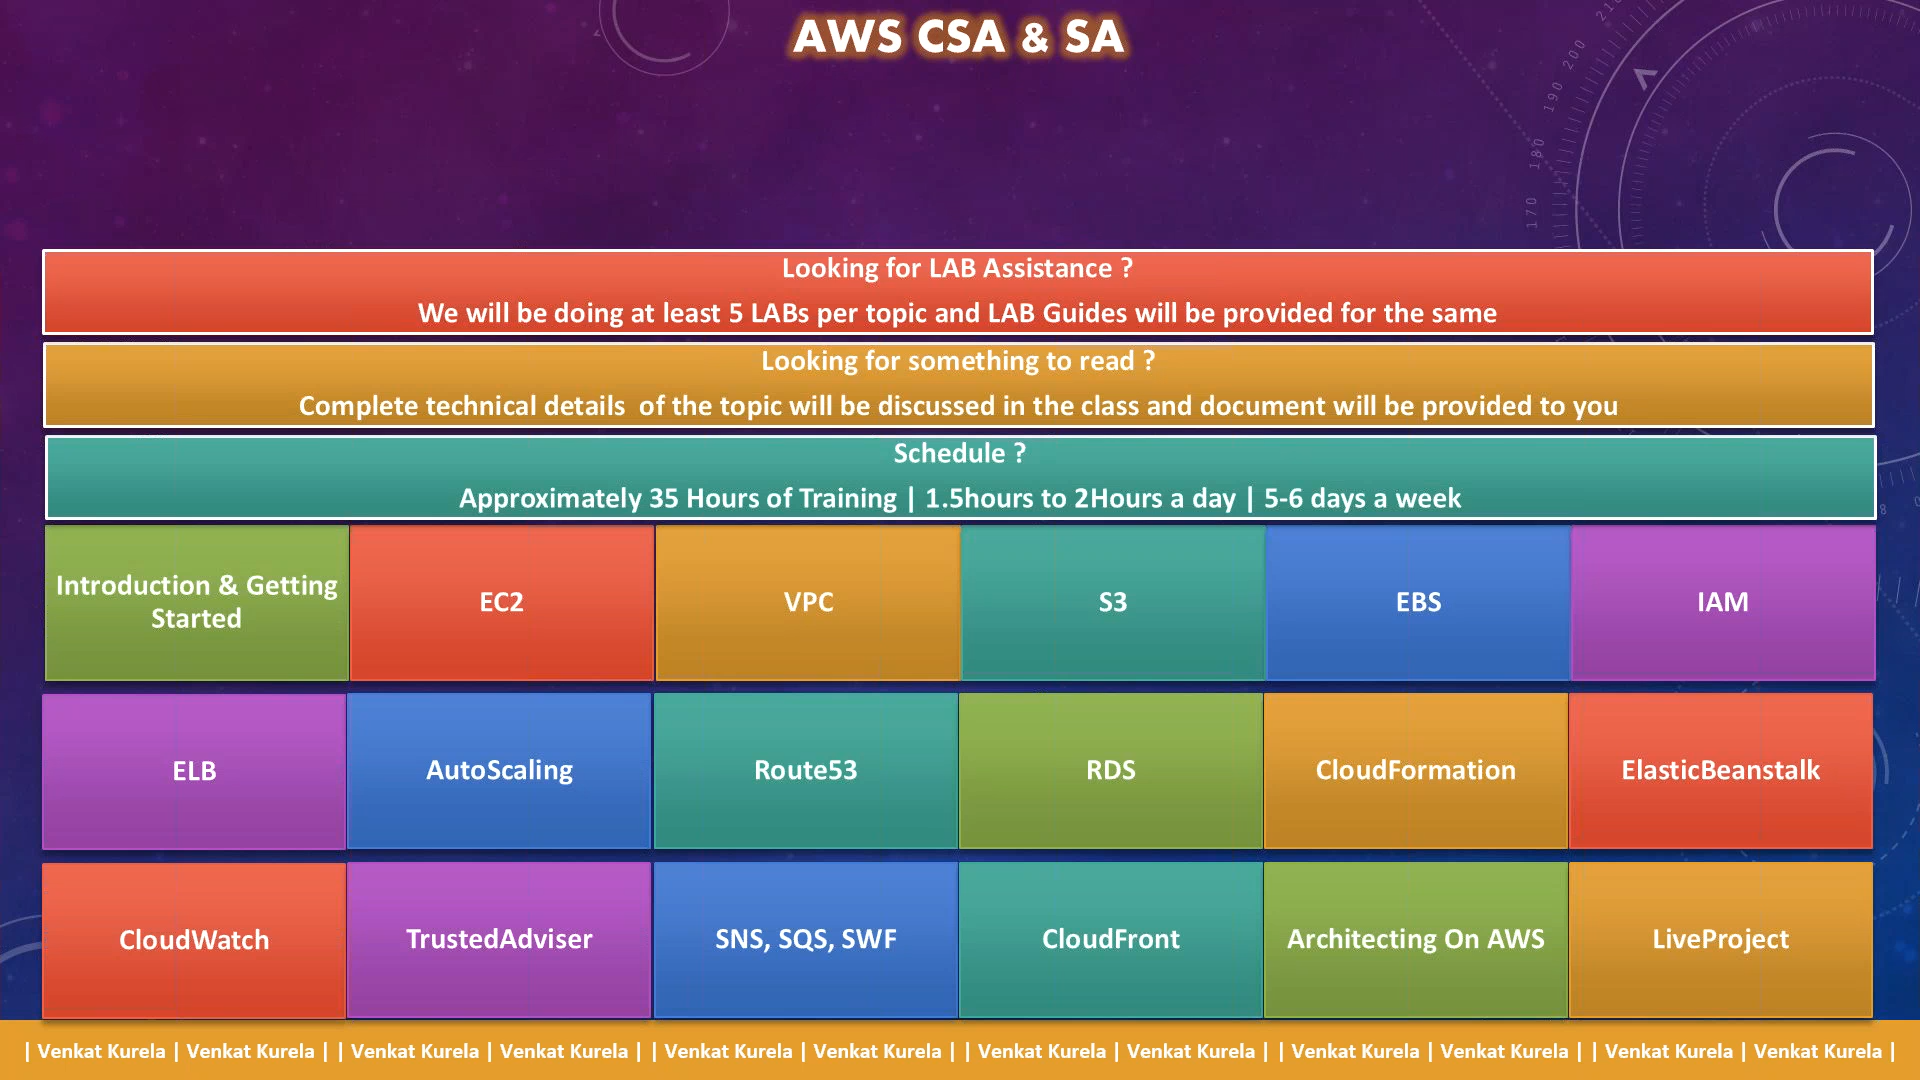 AWS CSA & SA
210
200
190
180
170
Looking for LAB Assistance ?
We will be doing at least 5 LABs per topic and LAB Guides will be provided for the same
Looking for something to read ?
Complete technical details  of the topic will be discussed in the class and document will be provided to you
Schedule ?
Approximately 35 Hours of Training | 1.5hours to 2Hours a day | 5-6 days a week
Introduction & Getting
Started
EC2
VPC
S3
EBS
IAM
ELB
AutoScaling
Route53
RDS
CloudFormation
ElasticBeanstalk
CloudWatch
TrustedAdviser
SNS, SQS, SWF
CloudFront
Architecting On AWS
LiveProject
| Venkat Kurela | Venkat Kurela | | Venkat Kurela | Venkat Kurela | | Venkat Kurela | Venkat Kurela | | Venkat Kurela | Venkat Kurela | | Venkat Kurela | Venkat Kurela | | Venkat Kurela | Venkat Kurela |